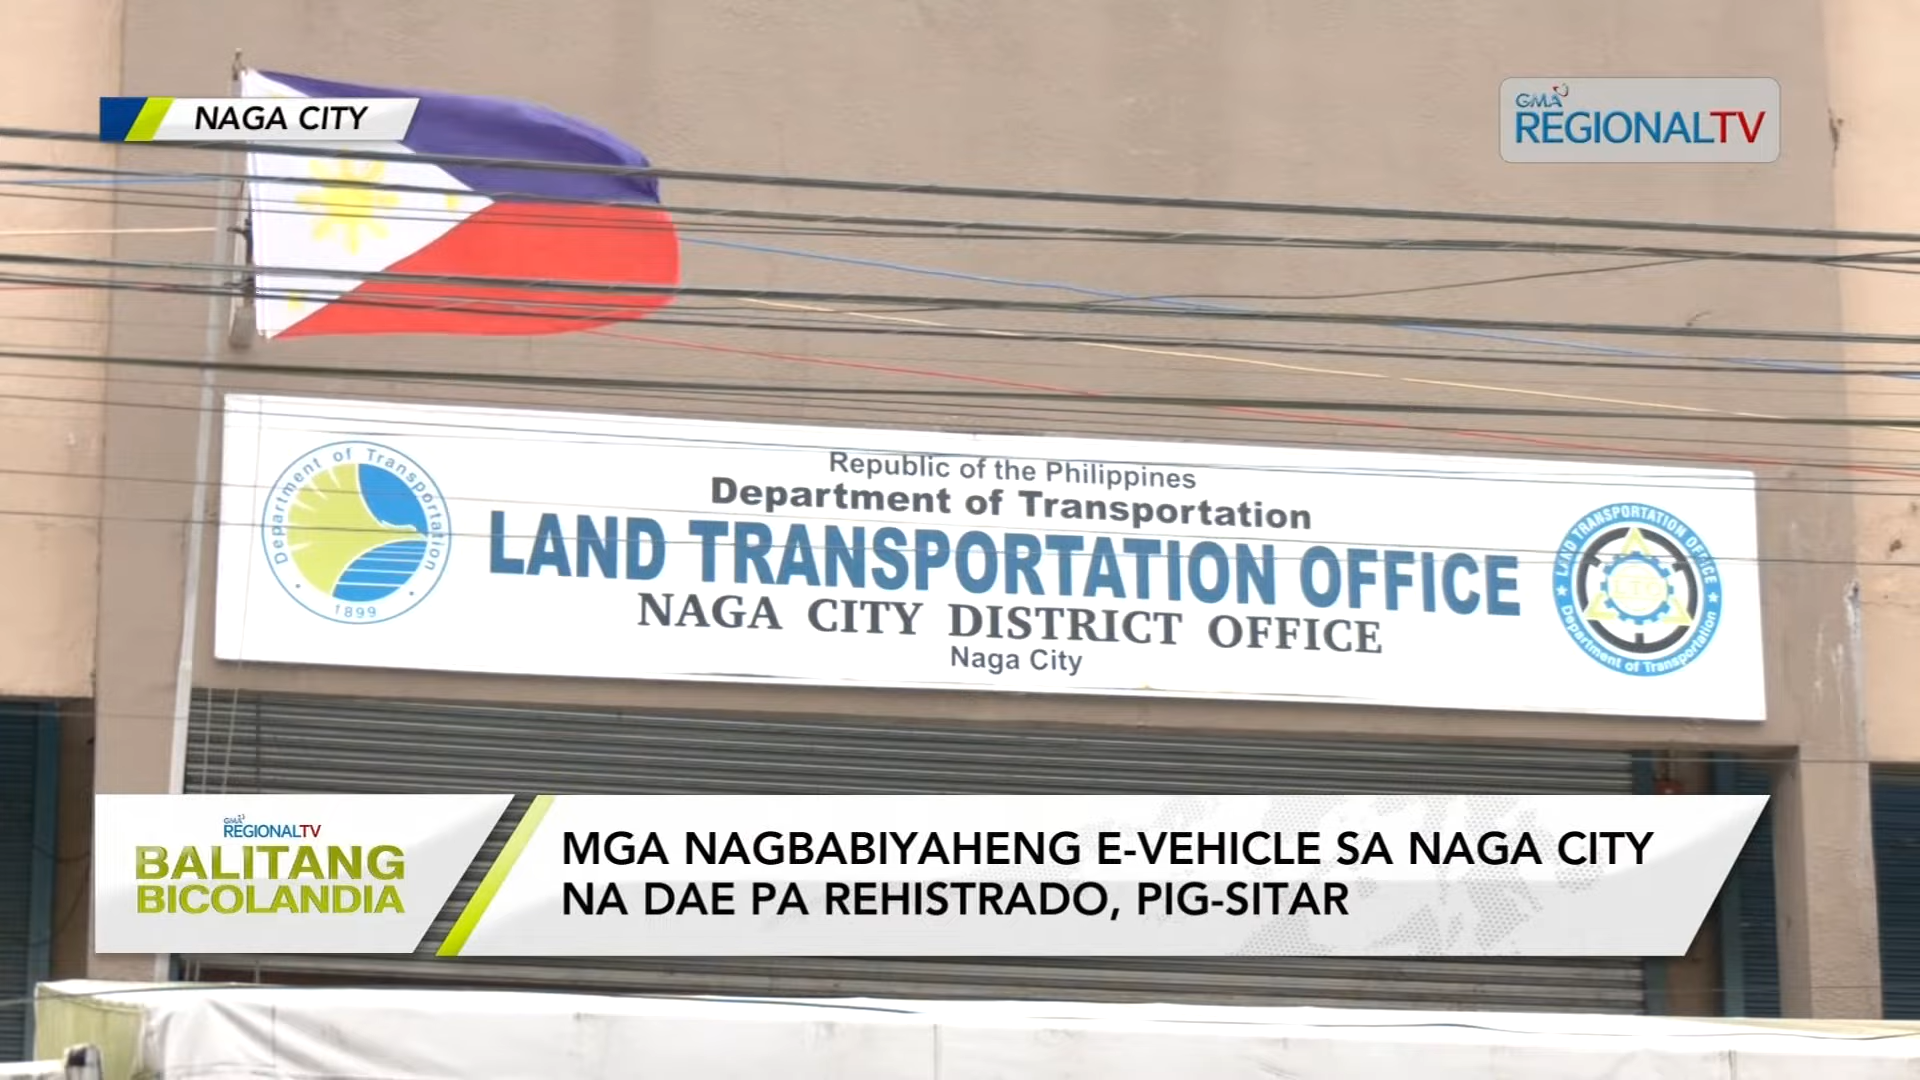 NAGA CITY
GMA
REGIONALTV
Department of Transportation
1899
Republic of the Philippines
Department of Transportation
LAND TRANSPORTATION OFFICE
NAGA CITY DISTRICT OFFICE
Naga City
LAND TRANSPORTATION OFFICE
LTO
Department of Transportation
GMA
REGIONALTV
BALITANG
BICOLANDIA
MGA NAGBABIYAHENG E-VEHICLE SA NAGA CITY
NA DAE PA REHISTRADO, PIG-SITAR